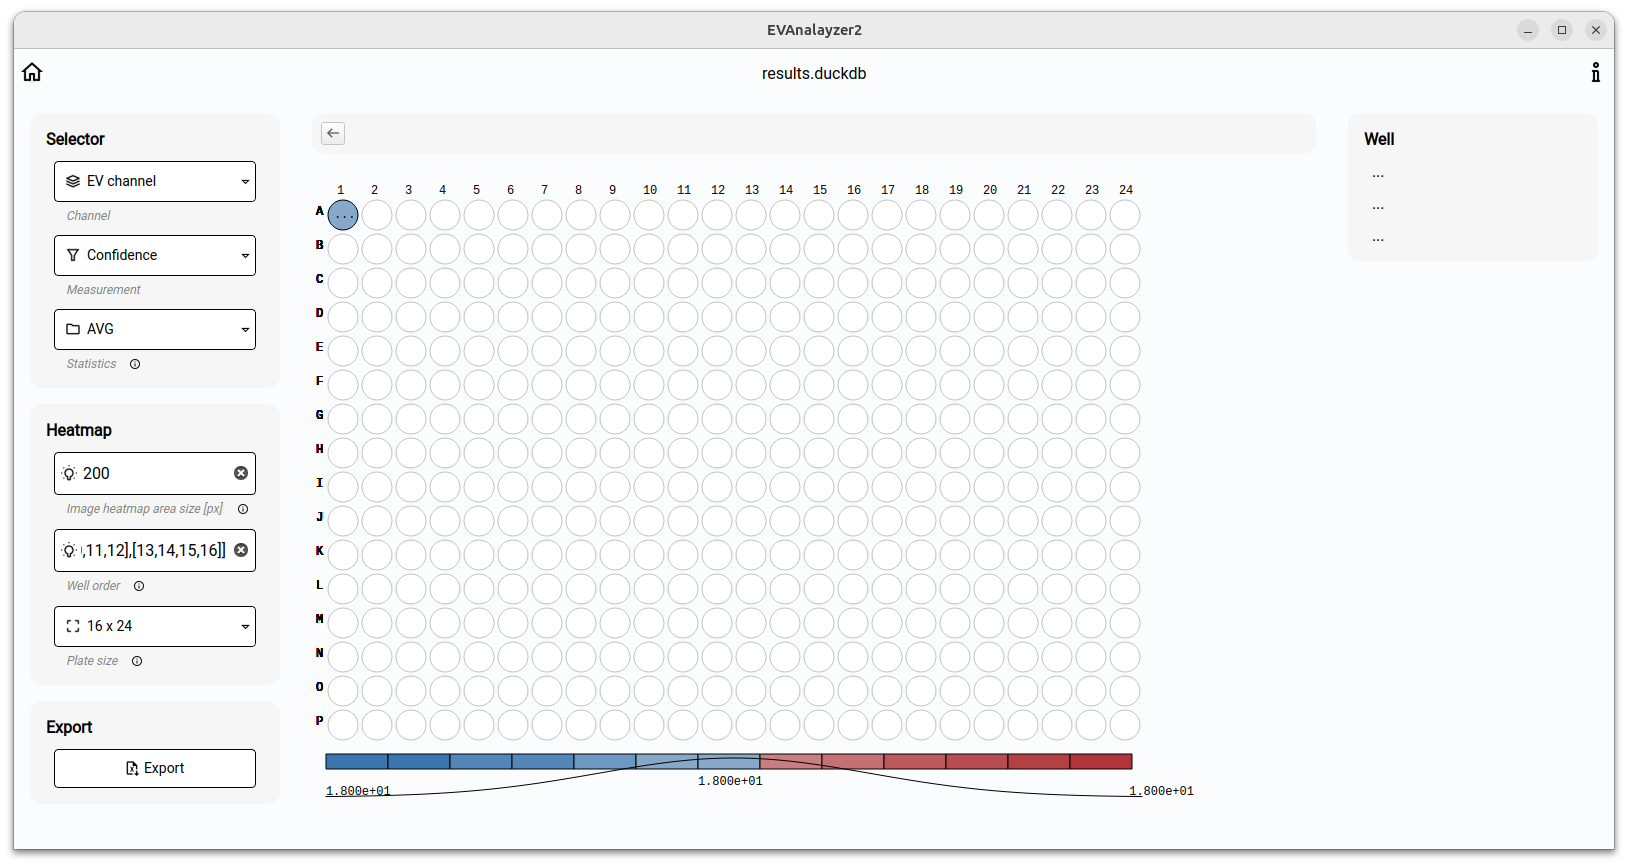 EVAnalayzer2
results.duckdb
Selector
EV channel
Channel
Confidence
Measurement
AVG
Statistics
Heatmap
200
Image heatmap area size [px]
,11,12],[13,14,15,16]]
Well order
16 x 24
Plate size
Export
Export
1 2 3 4 5 6 7 8 9 10 11 12 13 14 15 16 17 18 19 20 21 22 23 24
A ...
B
C
D
E
F
G
H
I
J
K
L
M
N
O
P
1.800e+01 1.800e+01 1.800e+01
Well
...
...
...